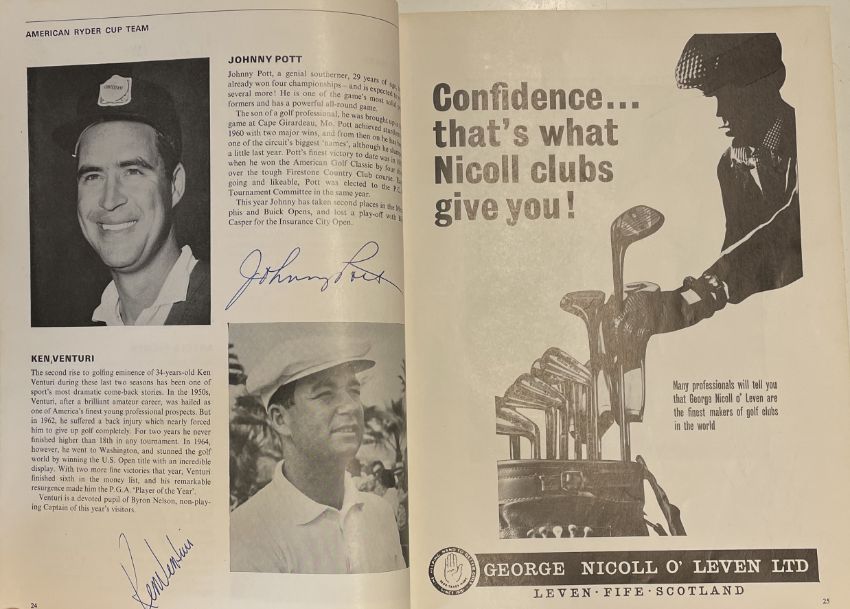 AMERICAN RYDER CUP TEAM
JOHNNY POTT
Johnny Pott, a genial southerner, 29 years of age,
already won four championships—and is expected to
several more! He is one of the game's most solid
formers and has a powerful all-round game.
The son of a golf professional, he was brought up
game at Cape Girardeau, Mo. Pott achieved stardom
1960 with two major wins, and from then on he has
one of the circuit's biggest 'names', although he
a little last year. Pott's finest victory to date was in
when he won the American Golf Classic by four
over the tough Firestone Country Club course.
going and likeable, Pott was elected to the P.G.
Tournament Committee in the same year.
This year Johnny has taken second places in the
phis and Buick Opens, and lost a play-off with
Casper for the Insurance City Open.
Johnny Pott
KEN VENTURI
The second rise to golfing eminence of 34-years-old Ken
Venturi during these last two seasons has been one of
sport's most dramatic come-back stories. In the 1950s,
Venturi, after a brilliant amateur career, was hailed as
one of America's finest young professional prospects. But
in 1962, he suffered a back injury which nearly forced
him to give up golf completely. For two years he never
finished higher than 18th in any tournament. In 1964,
however, he went to Washington, and stunned the golf
world by winning the U.S. Open title with an incredible
display. With two more fine victories that year, Venturi
finished sixth in the money list, and his remarkable
resurgence made him the P.G.A. 'Player of the Year'.
Venturi is a devoted pupil of Byron Nelson, non-play-
ing Captain of this year's visitors.
Ken Venturi
24
Confidence...
that's what
Nicoll clubs
give you!
Many professionals will tell you
that George Nicoll o' Leven are
the finest makers of golf clubs
in the world
GEORGE NICOLL O' LEVEN LTD
LEVEN · FIFE · SCOTLAND
25